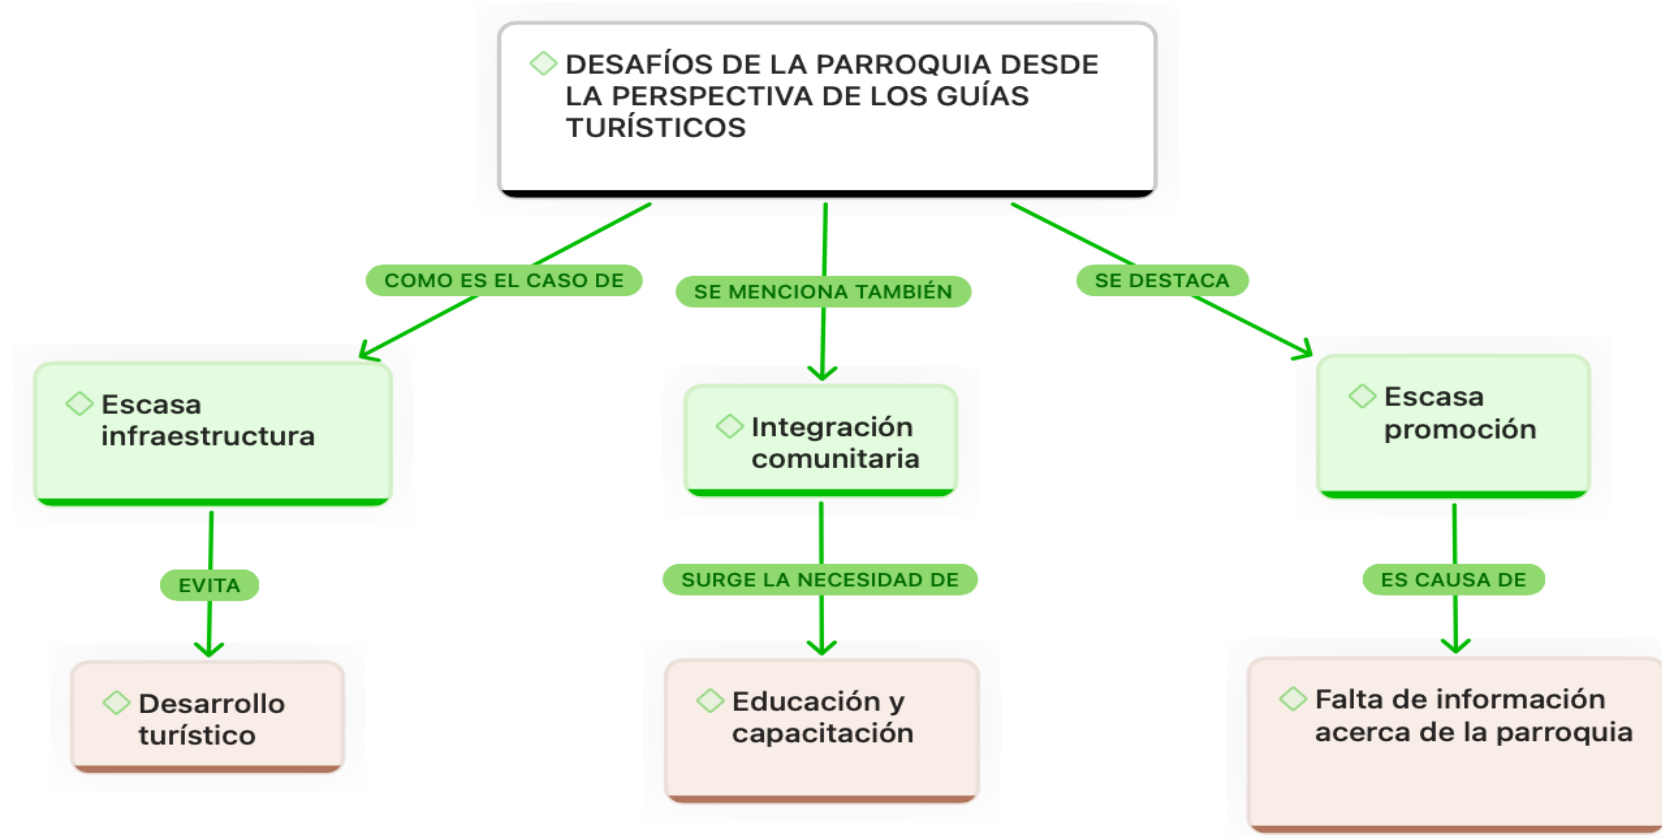 DESAFÍOS DE LA PARROQUIA DESDE
LA PERSPECTIVA DE LOS GUÍAS
TURÍSTICOS
COMO ES EL CASO DE
SE MENCIONA TAMBIÉN
SE DESTACA
Escasa
infraestructura
Integración
comunitaria
Escasa
promoción
EVITA
SURGE LA NECESIDAD DE
ES CAUSA DE
Desarrollo
turístico
Educación y
capacitación
Falta de información
acerca de la parroquia